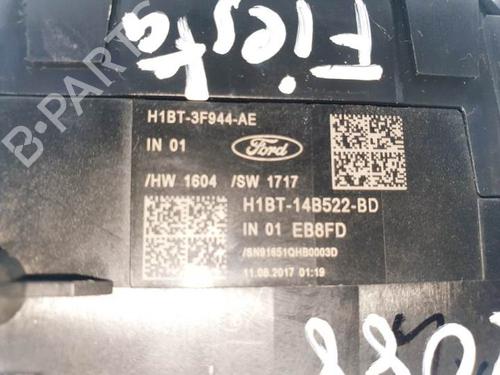 Fiesta
B-PARTS
H1BT-3F944-AE
IN 01
Ford
/HW 1604 /SW 1717
H1BT-14B522-BD
IN 01 EB8FD
/SN91651QHB0003D
11.08.2017 01:19